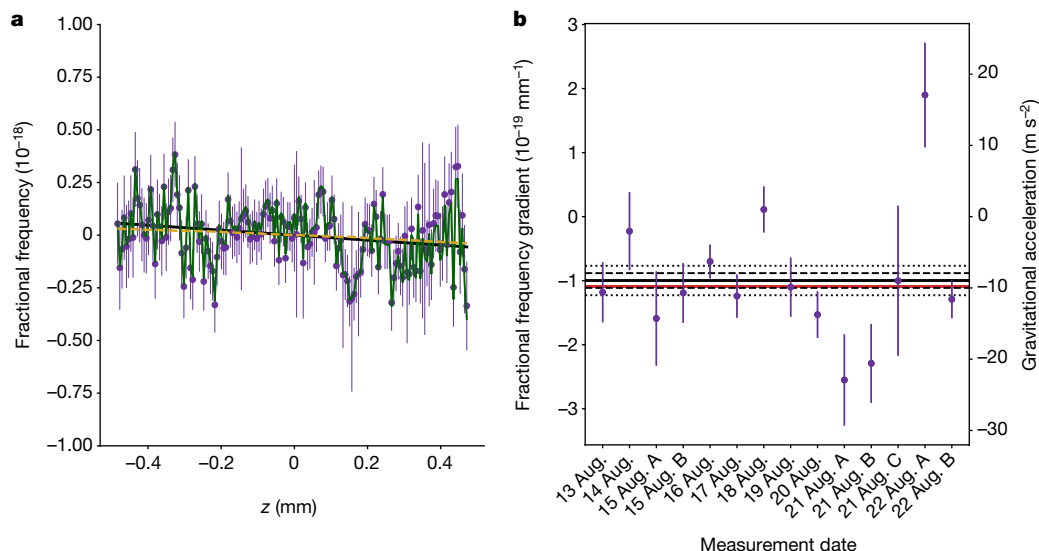 a
Fractional frequency (10⁻¹⁸)
1.00
0.75
0.50
0.25
0
−0.25
−0.50
−0.75
−1.00
−0.4
−0.2
0
0.2
0.4
z (mm)
b
Fractional frequency gradient (10⁻¹⁹ mm⁻¹)
3
2
1
0
−1
−2
−3
20
10
0
−10
−20
−30
Gravitational acceleration (m s⁻²)
13 Aug.
14 Aug.
15 Aug. A
15 Aug. B
16 Aug.
17 Aug.
18 Aug.
19 Aug.
20 Aug.
21 Aug. A
21 Aug. B
21 Aug. C
22 Aug. A
22 Aug. B
Measurement date